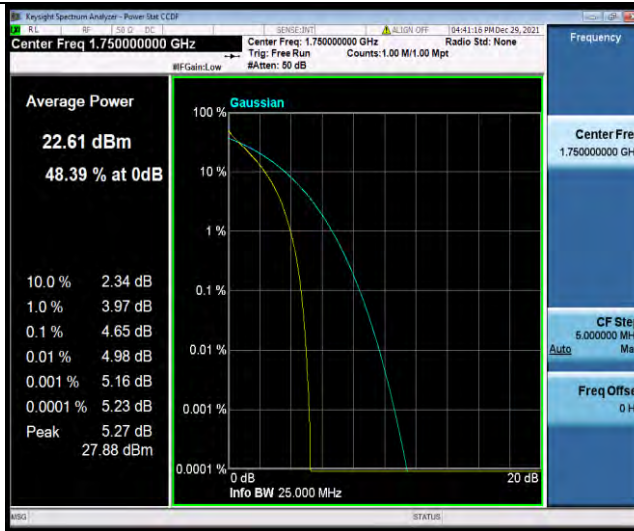 Keysight Spectrum Analyzer - Power Stat CCDF
RL RF 50 Ω DC SENSE:INT ALIGN OFF 04:41:16 PM Dec 29, 2021
Center Freq 1.750000000 GHz
Center Freq: 1.750000000 GHz Radio Std: None
Trig: Free Run Counts:1.00 M/1.00 Mpt
#IFGain:Low #Atten: 50 dB
Frequency
Average Power
22.61 dBm
48.39 % at 0dB
10.0 % 2.34 dB
1.0 % 3.97 dB
0.1 % 4.65 dB
0.01 % 4.98 dB
0.001 % 5.16 dB
0.0001 % 5.23 dB
Peak 5.27 dB
27.88 dBm
Gaussian
100 %
10 %
1 %
0.1 %
0.01 %
0.001 %
0.0001 %
0 dB 20 dB
Info BW 25.000 MHz
Center Fre
1.750000000 GH
CF Ste
5.000000 MH
Auto Ma
Freq Offse
0 H
MSG STATUS